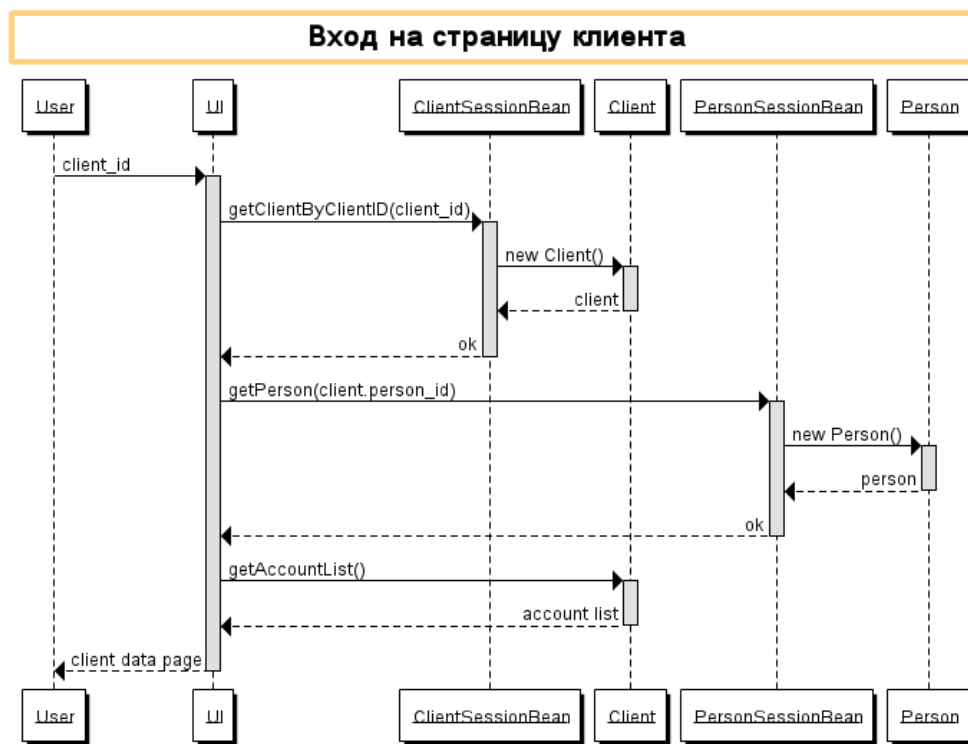 Вход на страницу клиента
User UI ClientSessionBean Client PersonSessionBean Person
client_id
getClientByClientID(client_id)
new Client()
client
ok
getPerson(client.person_id)
new Person()
person
ok
getAccountList()
account list
client data page
User UI ClientSessionBean Client PersonSessionBean Person